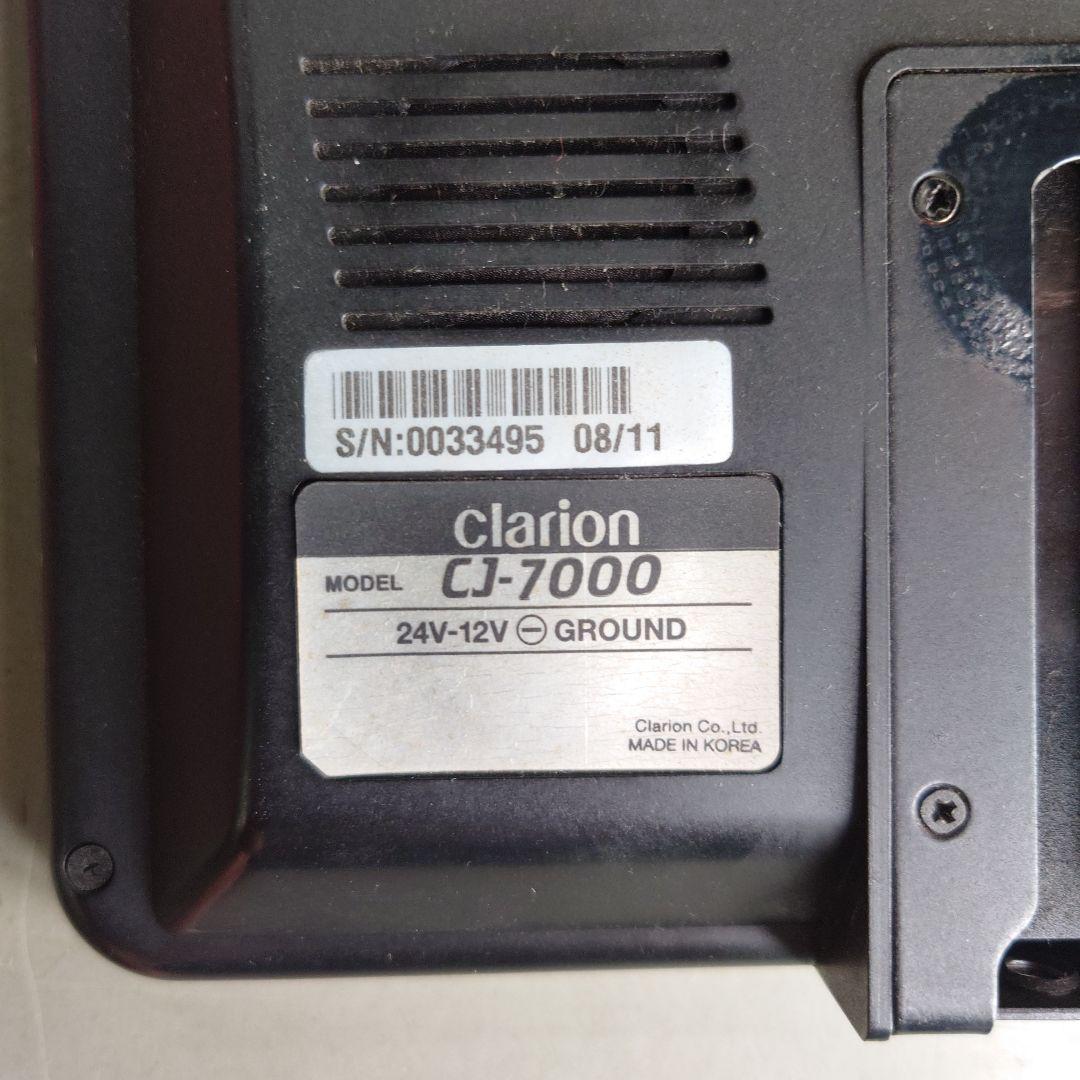 S/N:0033495 08/11
Clarion
MODEL CJ-7000
24V-12V ⊖ GROUND
Clarion Co.,Ltd.
MADE IN KOREA